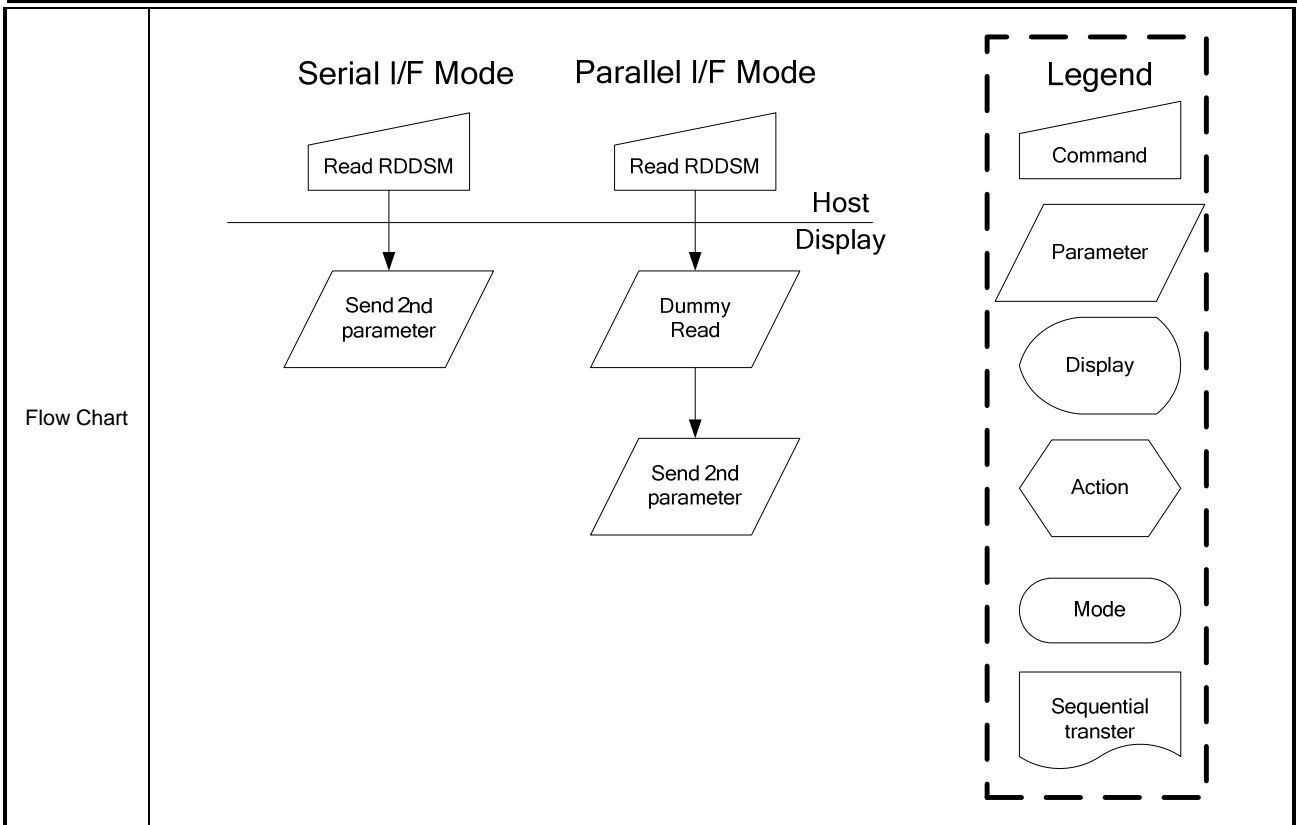 Flow Chart
Serial I/F Mode
Parallel I/F Mode
Read RDDSM
Read RDDSM
Host
Display
Send 2nd
parameter
Dummy
Read
Send 2nd
parameter
Legend
Command
Parameter
Display
Action
Mode
Sequential
transter